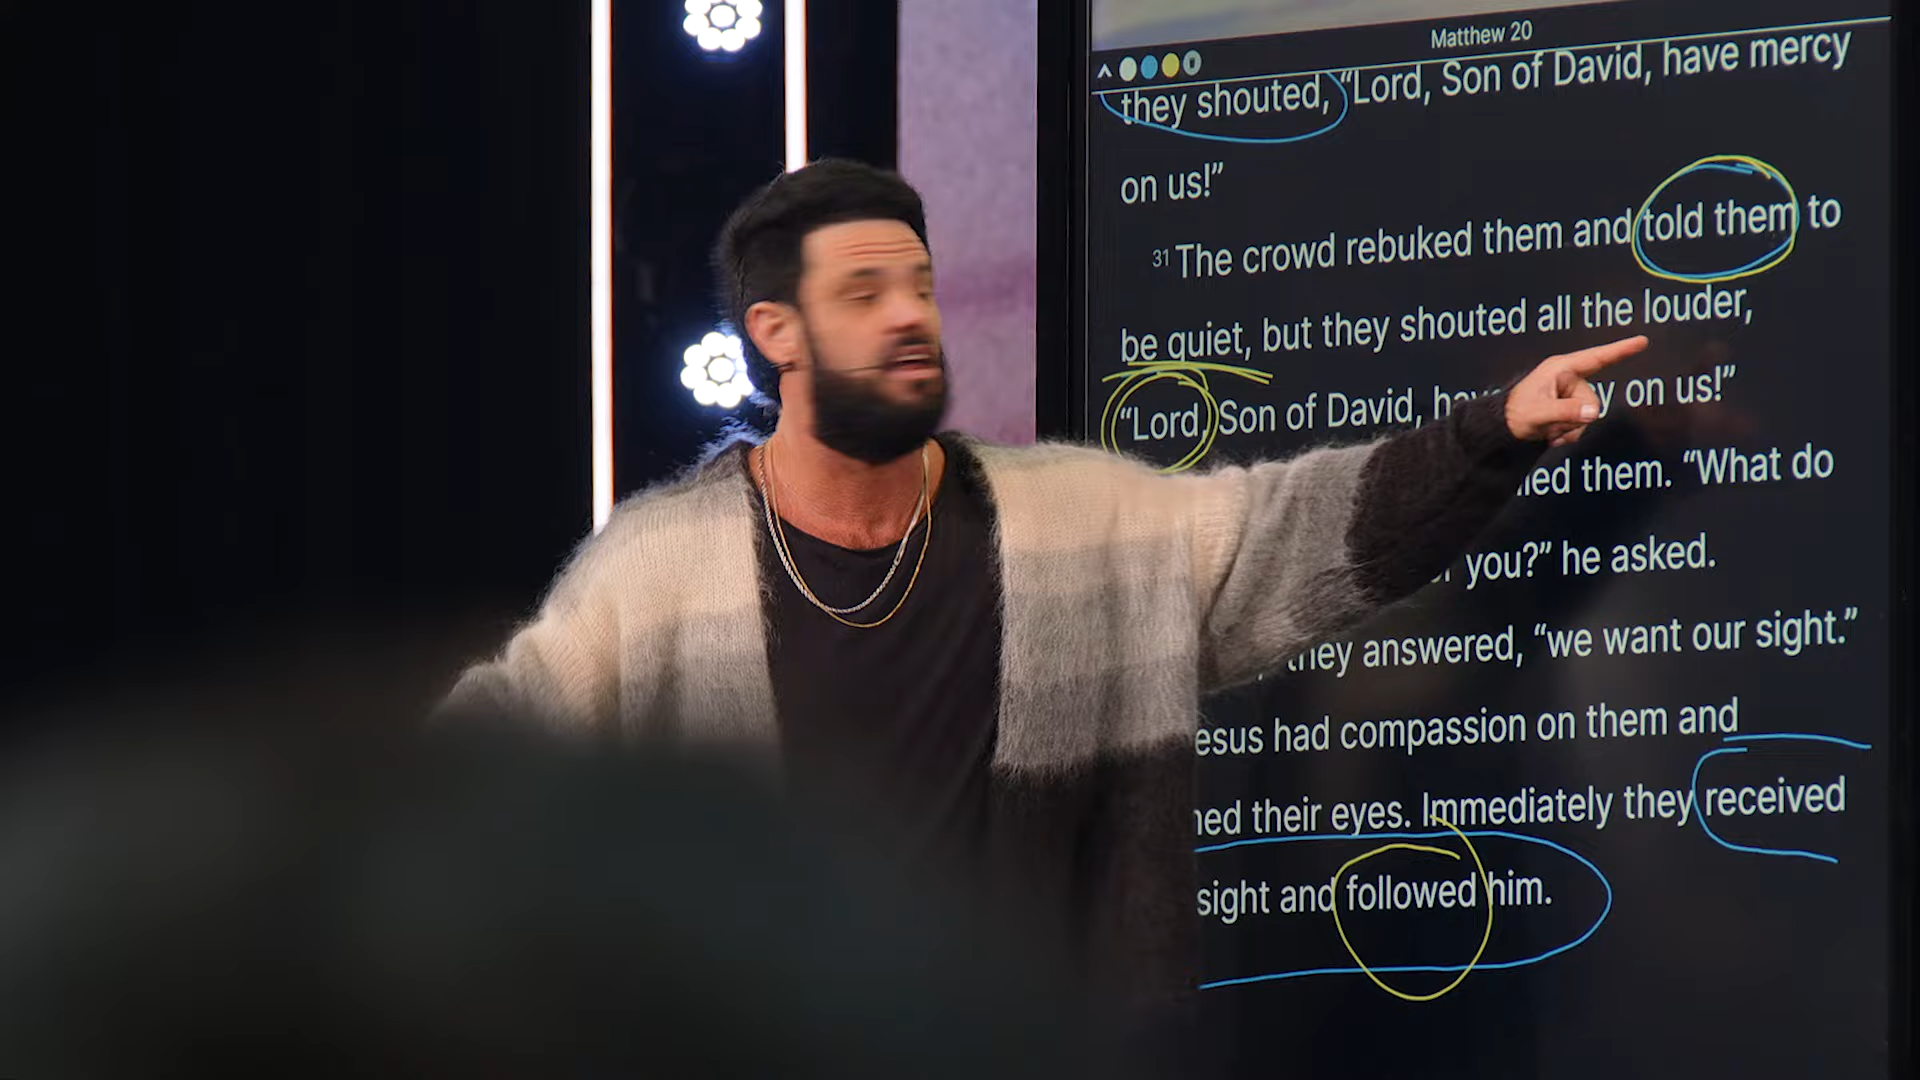 Matthew 20
they shouted, “Lord, Son of David, have mercy
on us!”
31 The crowd rebuked them and told them to
be quiet, but they shouted all the louder,
“Lord, Son of David, on us!”
them. “What do
you?” he asked.
they answered, “we want our sight.”
had compassion on them and
their eyes. Immediately they received
sight and followed him.